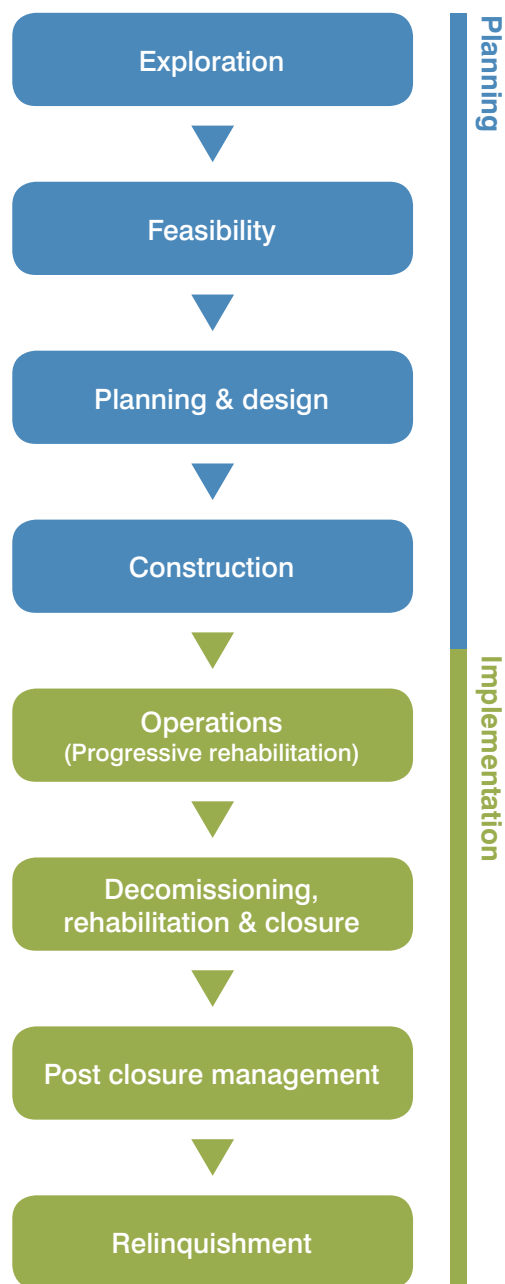 Exploration
Planning
Feasibility
Planning & design
Construction
Implementation
Operations
(Progressive rehabilitation)
Decomissioning,
rehabilitation & closure
Post closure management
Relinquishment